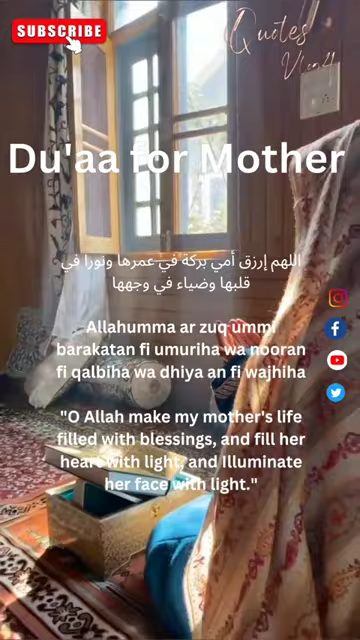 SUBSCRIBE
Quotes
Vlog4
Du'aa for Mother
اللهم إرزق أمي بركة في عمرها ونورا في
قلبها وضياء في وجهها
Allahumma ar zuq ummi
barakatan fi umuriha wa nooran
fi qalbiha wa dhiya an fi wajhiha
"O Allah make my mother's life
filled with blessings, and fill her
heart with light, and Illuminate
her face with light."